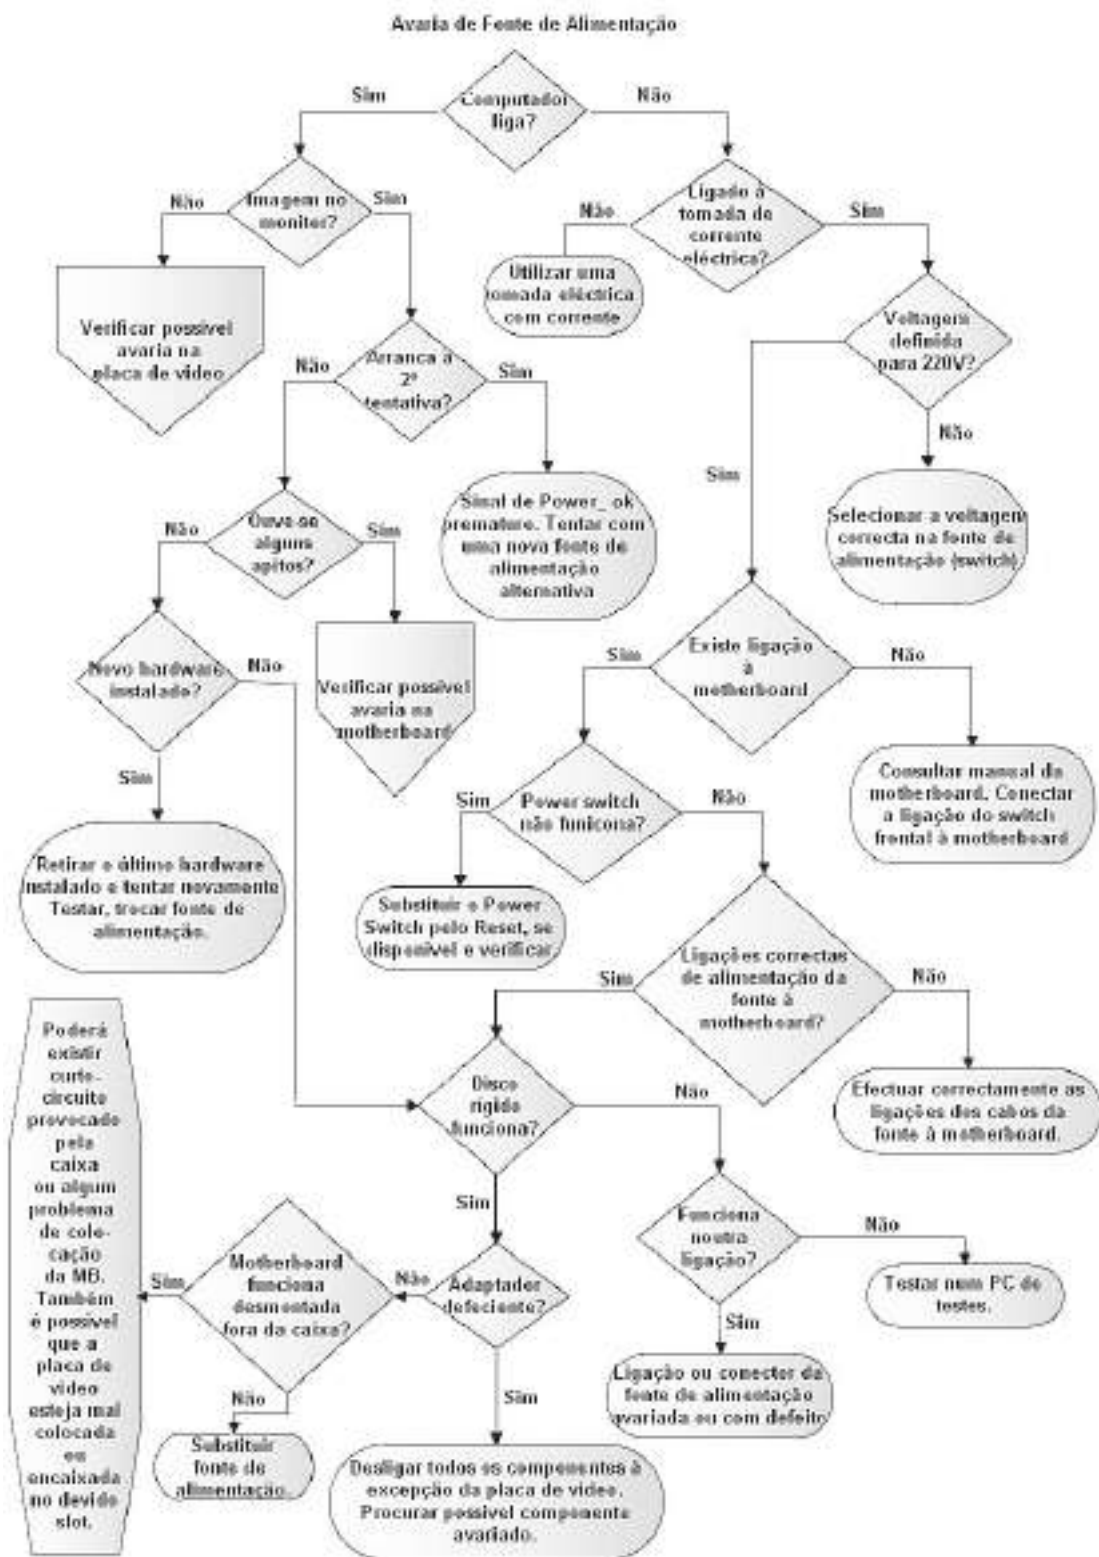 Avaria de Fonte de Alimentação
Computador
liga?
Sim
Não
Imagem no
monitor?
Não
Sim
Ligado à
tomada de
corrente
eléctrica?
Não
Sim
Verificar possível
avaria na
placa de vídeo
Utilizar uma
tomada eléctrica
com corrente
Voltagem
definida
para 220V?
Arranca à
2ª
tentativa?
Não
Sim
Sim
Não
Sinal de Power_ ok
prematuro. Tentar com
uma nova fonte de
alimentação
alternativa
Selecionar a voltagem
correcta na fonte de
alimentação (switch)
Ouve-se
alguns
apitos?
Não
Sim
Novo hardware
instalado?
Não
Sim
Verificar possível
avaria na
motherboard
Existe ligação
à
motherboard
Sim
Não
Consultar manual da
motherboard. Conectar
a ligação do switch
frontal à motherboard
Power switch
não funicona?
Sim
Não
Retirar o último hardware
instalado e tentar novamente
Testar, trocar fonte de
alimentação.
Substituir o Power
Switch pelo Reset, se
disponível e verificar.
Ligações correctas
de alimentação da
fonte à
motherboard?
Sim
Não
Efectuar correctamente as
ligações dos cabos da
fonte à motherboard.
Disco
rígido
funciona?
Não
Sim
Funciona
noutra
ligação?
Não
Sim
Testar num PC de
testes.
Ligação ou conector da
fonte de alimentação
avariada ou com defeito
Adaptador
defeciente?
Não
Sim
Motherboard
funciona
desmontada
fora da caixa?
Sim
Não
Substituir
fonte de
alimentação.
Desligar todos os componentes à
excepção da placa de vídeo.
Procurar possível componente
avariado.
Poderá
existir
curto-
circuito
provocado
pela
caixa
ou algum
problema
de colo-
cação
da MB.
Também
é possível
que a
placa de
vídeo
esteja mal
colocada
ou
encaixada
no devido
slot.